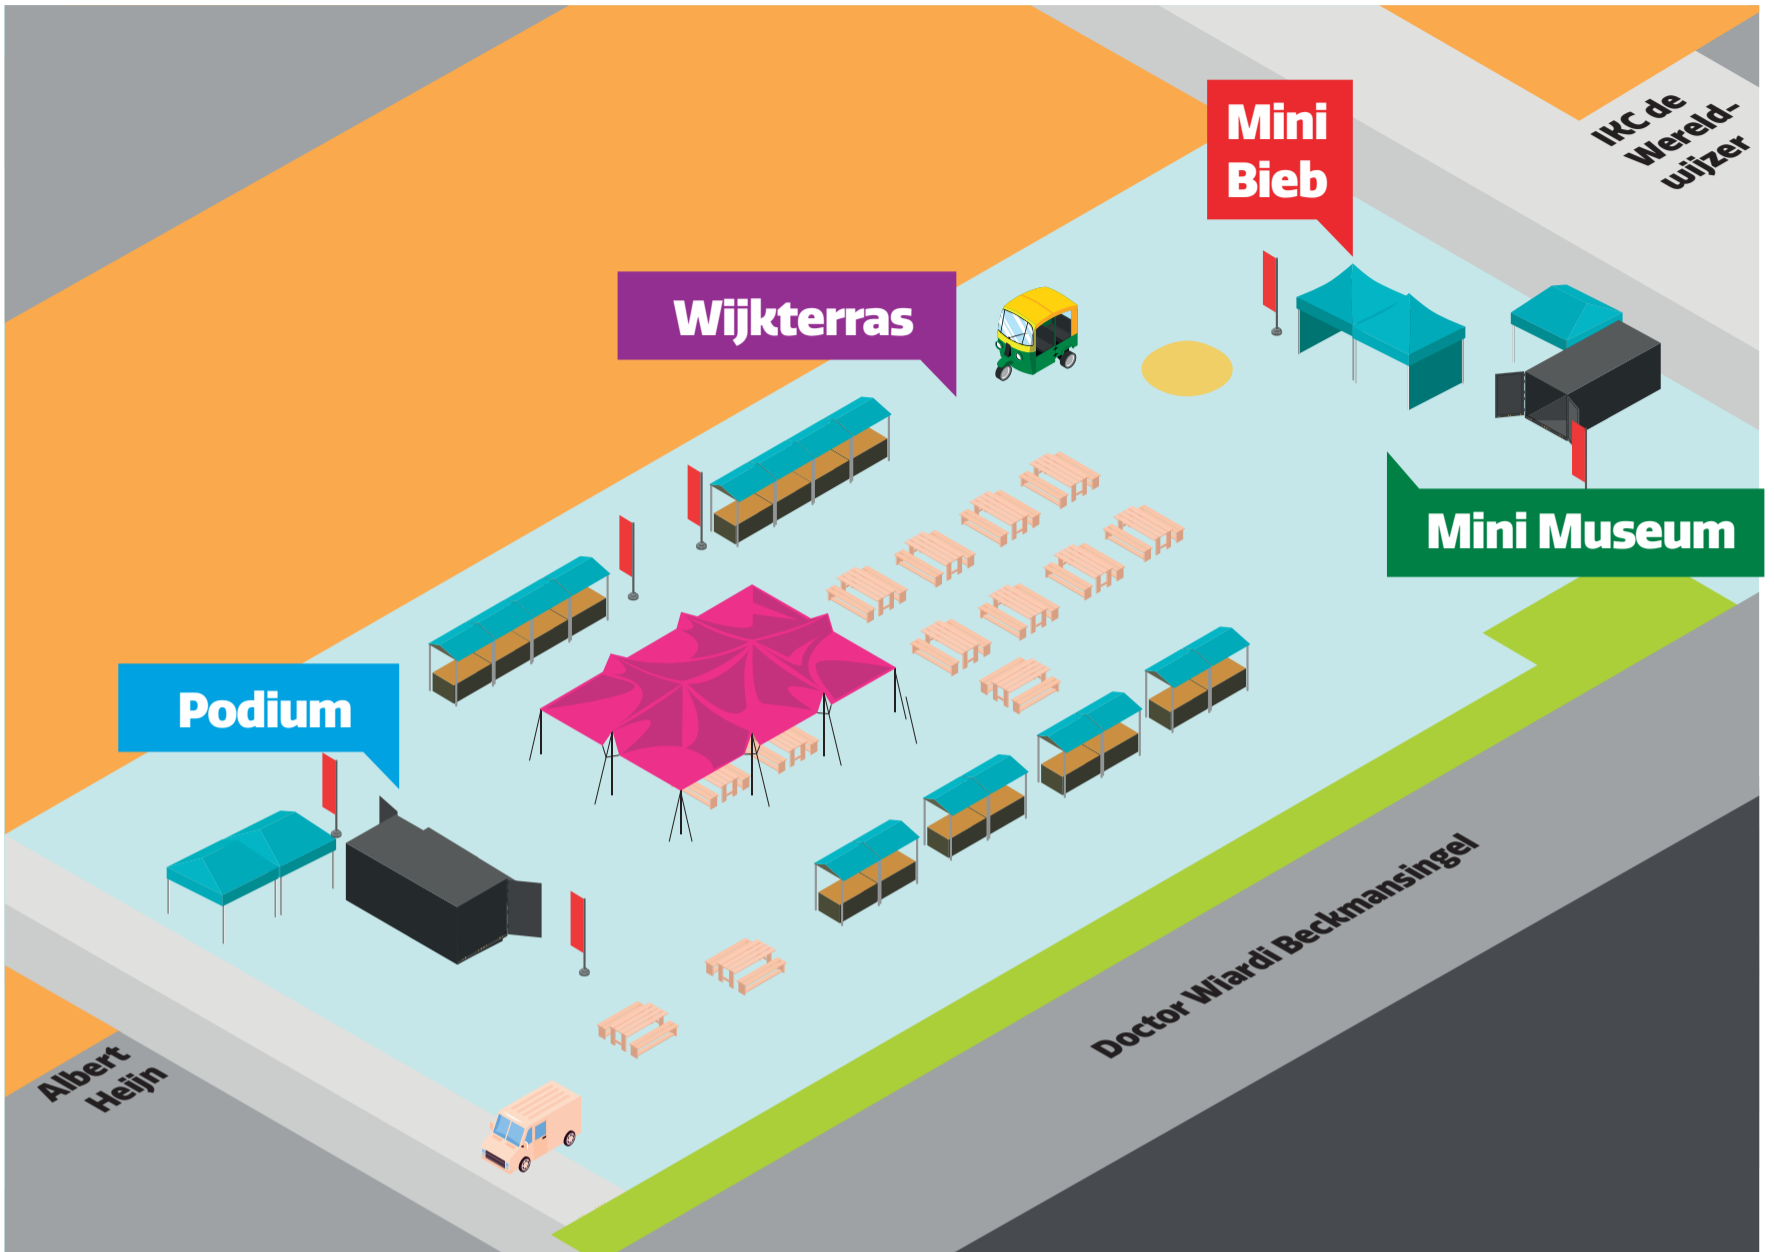 Mini
Bieb
IKC de
Wereld-
wijzer
Wijkterras
Mini Museum
Podium
Doctor Wiardi Beckmansingel
Albert
Heijn